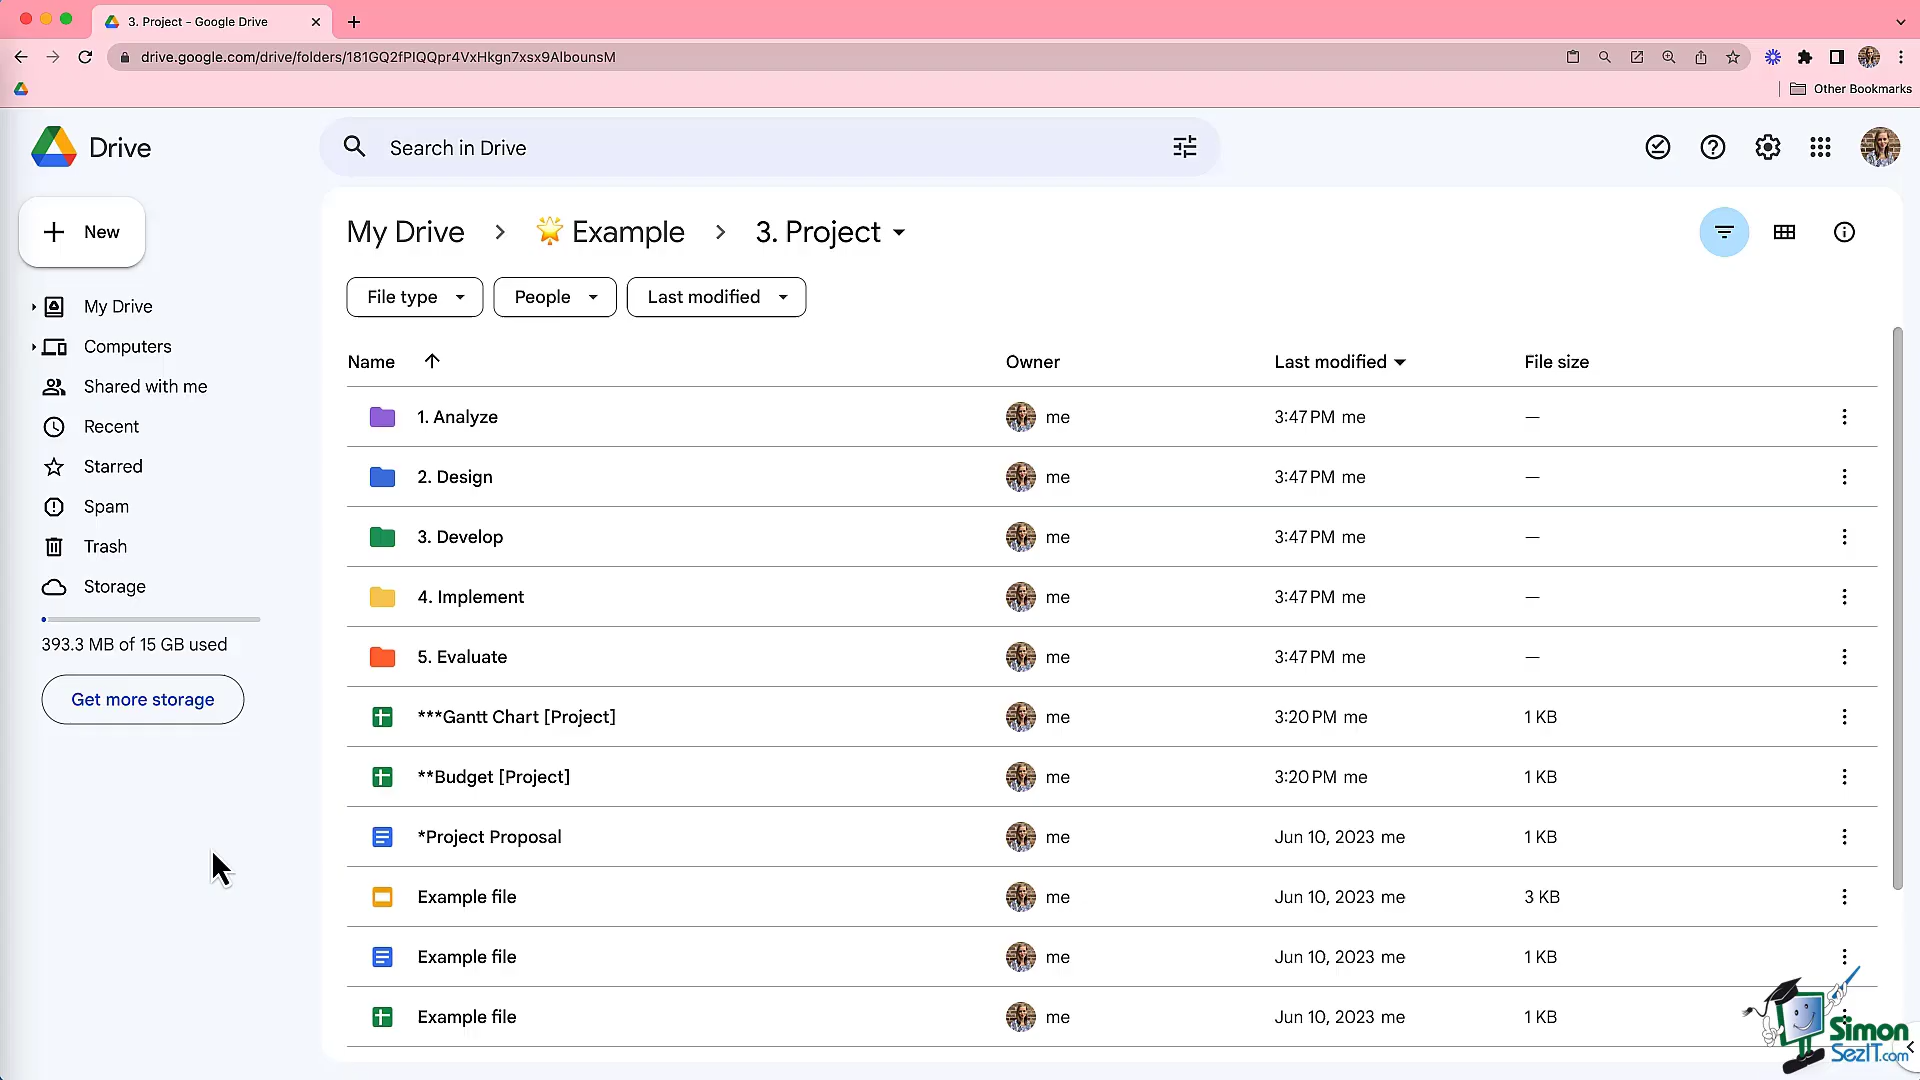 3. Project - Google Drive
drive.google.com/drive/folders/181GQ2fPIQQpr4VxHkgn7xsx9AlbounsM
Other Bookmarks
Drive
Search in Drive
New
My Drive
Computers
Shared with me
Recent
Starred
Spam
Trash
Storage
393.3 MB of 15 GB used
Get more storage
My Drive > 🌟 Example > 3. Project
File type People Last modified
Name Owner Last modified File size
1. Analyze me 3:47 PM me —
2. Design me 3:47 PM me —
3. Develop me 3:47 PM me —
4. Implement me 3:47 PM me —
5. Evaluate me 3:47 PM me —
***Gantt Chart [Project] me 3:20 PM me 1 KB
**Budget [Project] me 3:20 PM me 1 KB
*Project Proposal me Jun 10, 2023 me 1 KB
Example file me Jun 10, 2023 me 3 KB
Example file me Jun 10, 2023 me 1 KB
Example file me Jun 10, 2023 me 1 KB
Simon
SezIT.com